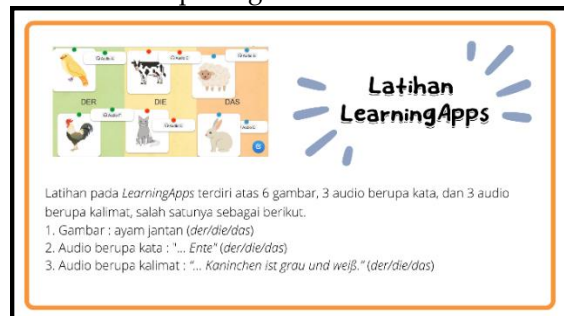 DER DIE DAS
Latihan
LearningApps
Latihan pada LearningApps terdiri atas 6 gambar, 3 audio berupa kata, dan 3 audio
berupa kalimat, salah satunya sebagai berikut.
1. Gambar : ayam jantan (der/die/das)
2. Audio berupa kata : "... Ente" (der/die/das)
3. Audio berupa kalimat : "... Kaninchen ist grau und weiß." (der/die/das)